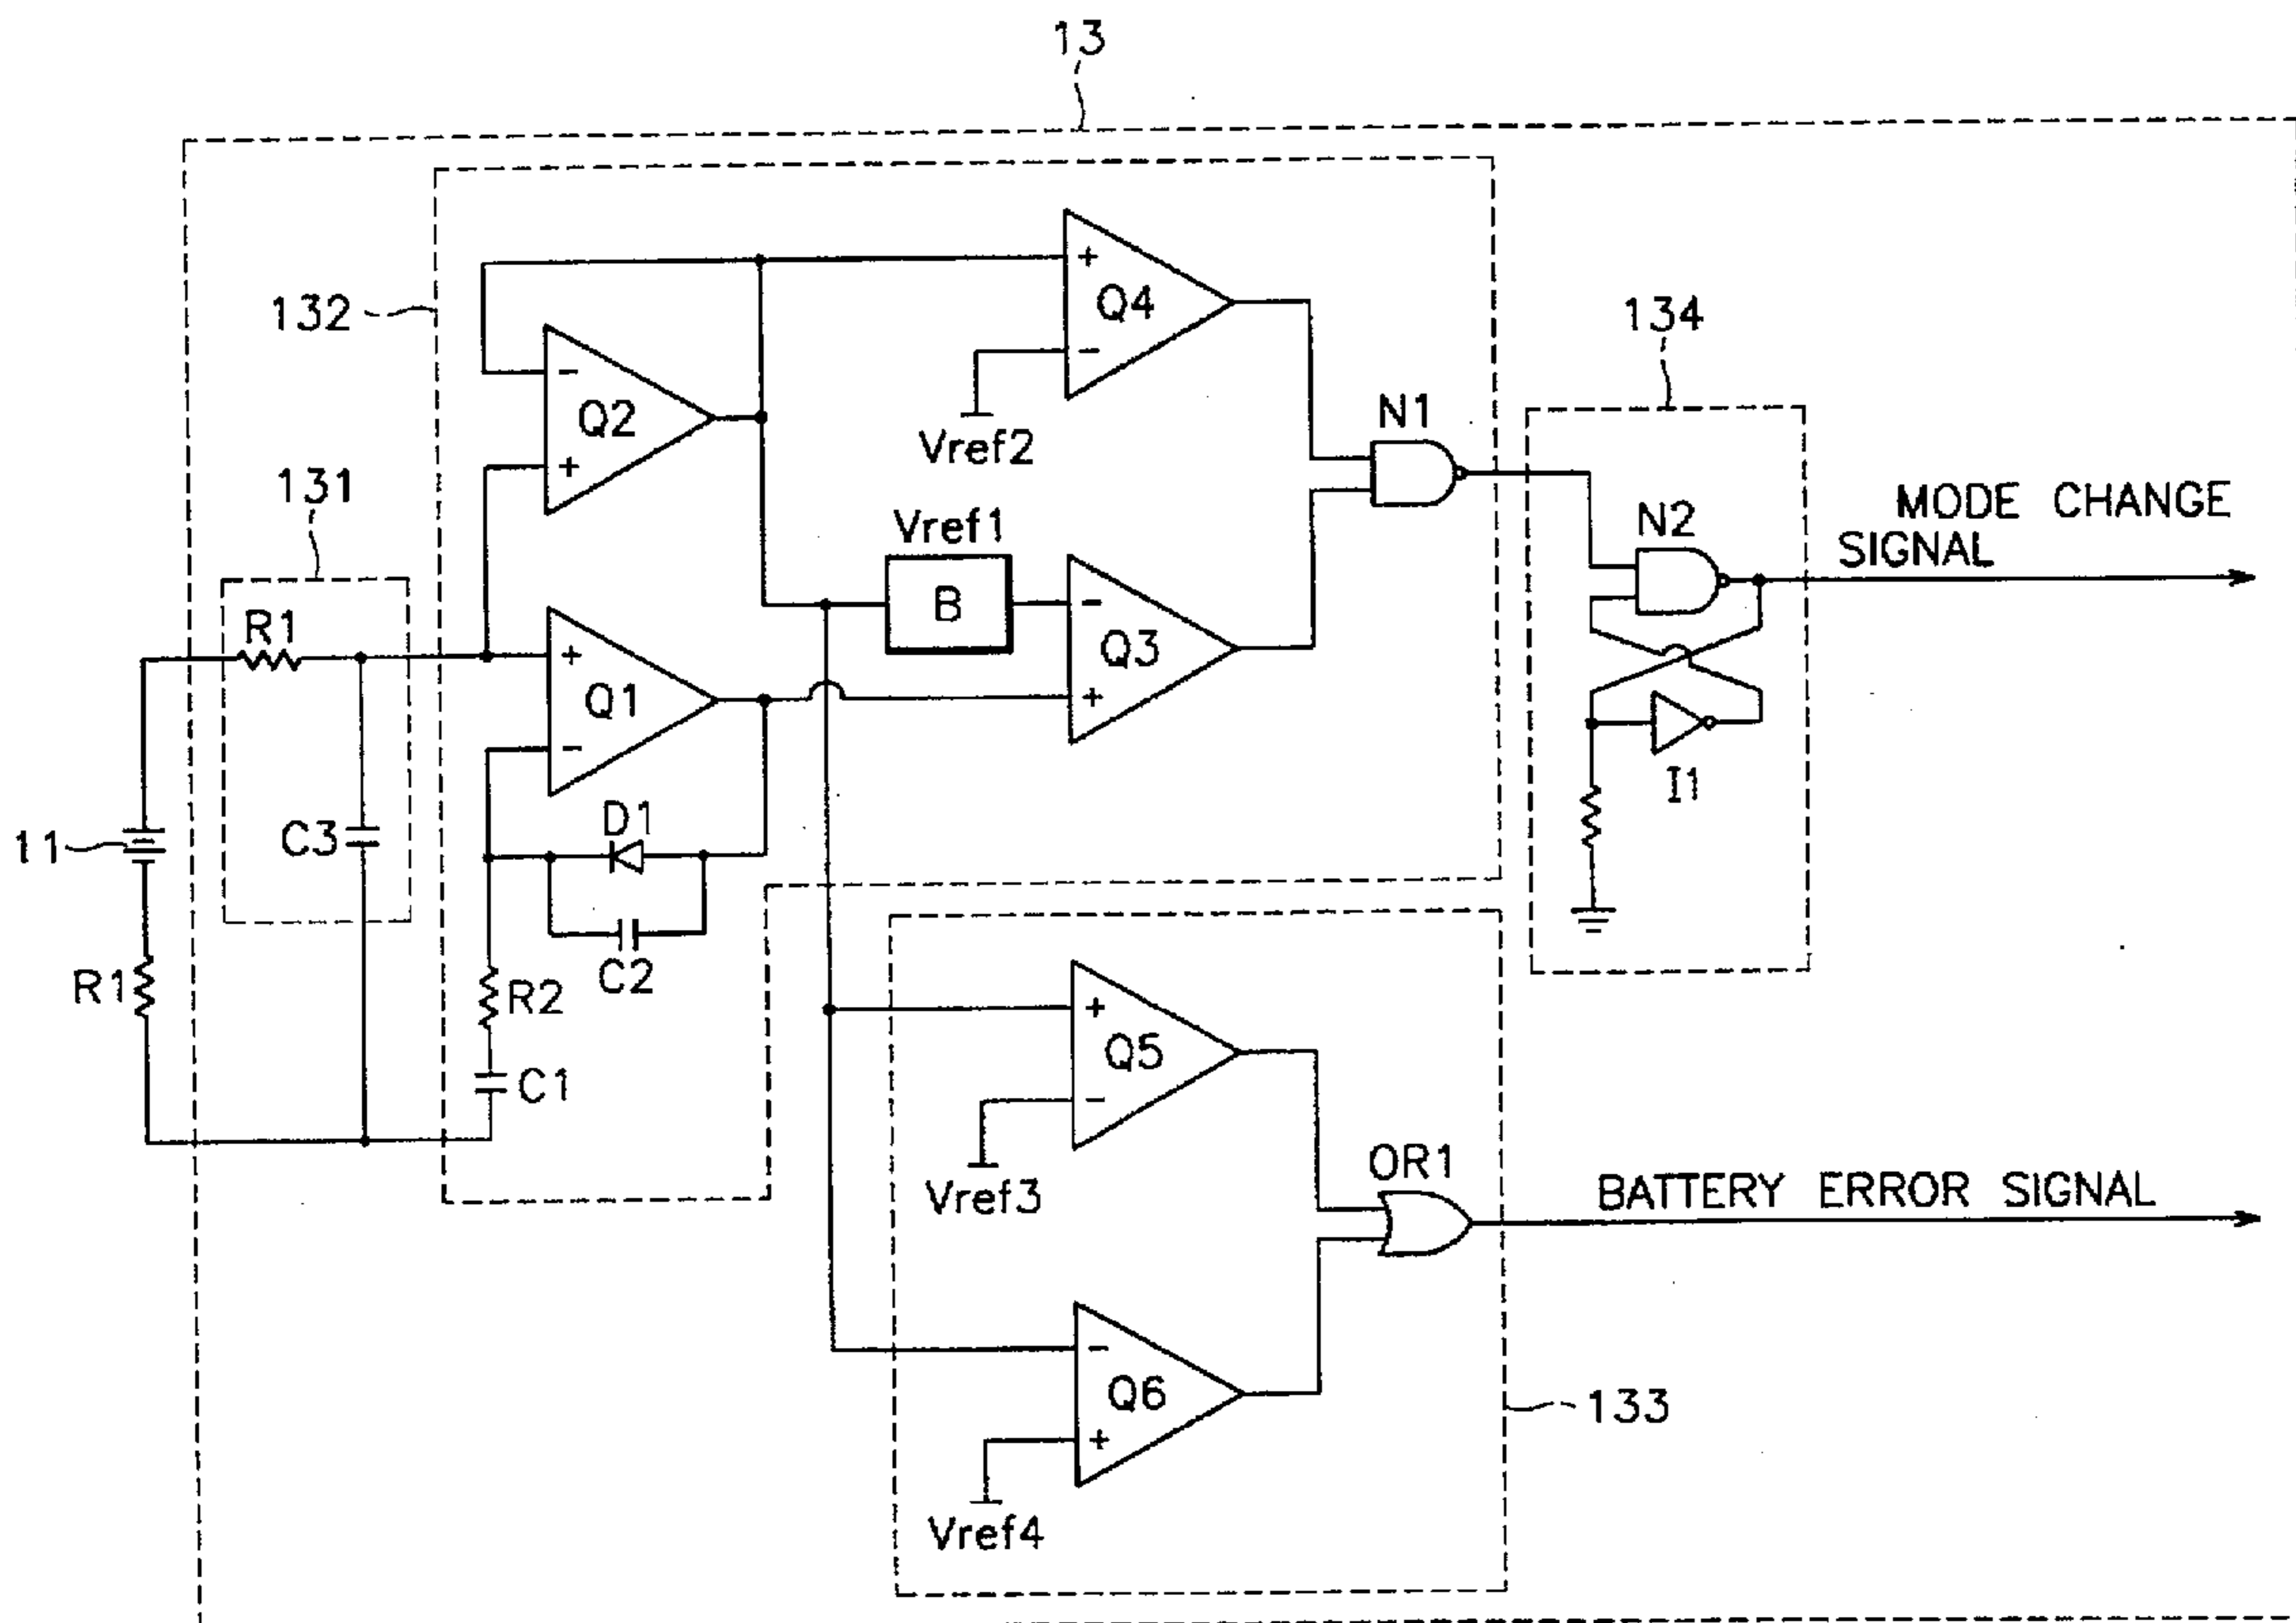 13
132
Q4
134
Q2
Vref2
N1
131
Vref1
MODE CHANGE
SIGNAL
N2
B
R1
Q3
Q1
I1
D1
11
C3
C2
R1
R2
Q5
C1
OR1
Vref3
BATTERY ERROR SIGNAL
Q6
133
Vref4